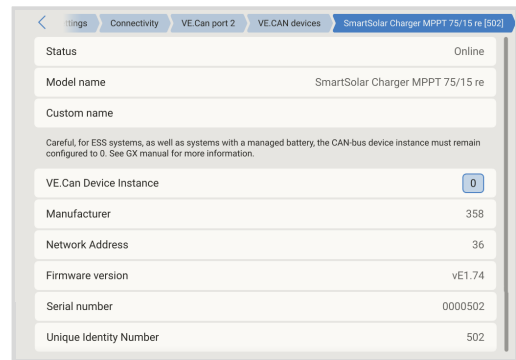 ttings Connectivity VE.Can port 2 VE.CAN devices SmartSolar Charger MPPT 75/15 re [502]
Status Online
Model name SmartSolar Charger MPPT 75/15 re
Custom name
Careful, for ESS systems, as well as systems with a managed battery, the CAN-bus device instance must remain
configured to 0. See GX manual for more information.
VE.Can Device Instance 0
Manufacturer 358
Network Address 36
Firmware version vE1.74
Serial number 0000502
Unique Identity Number 502